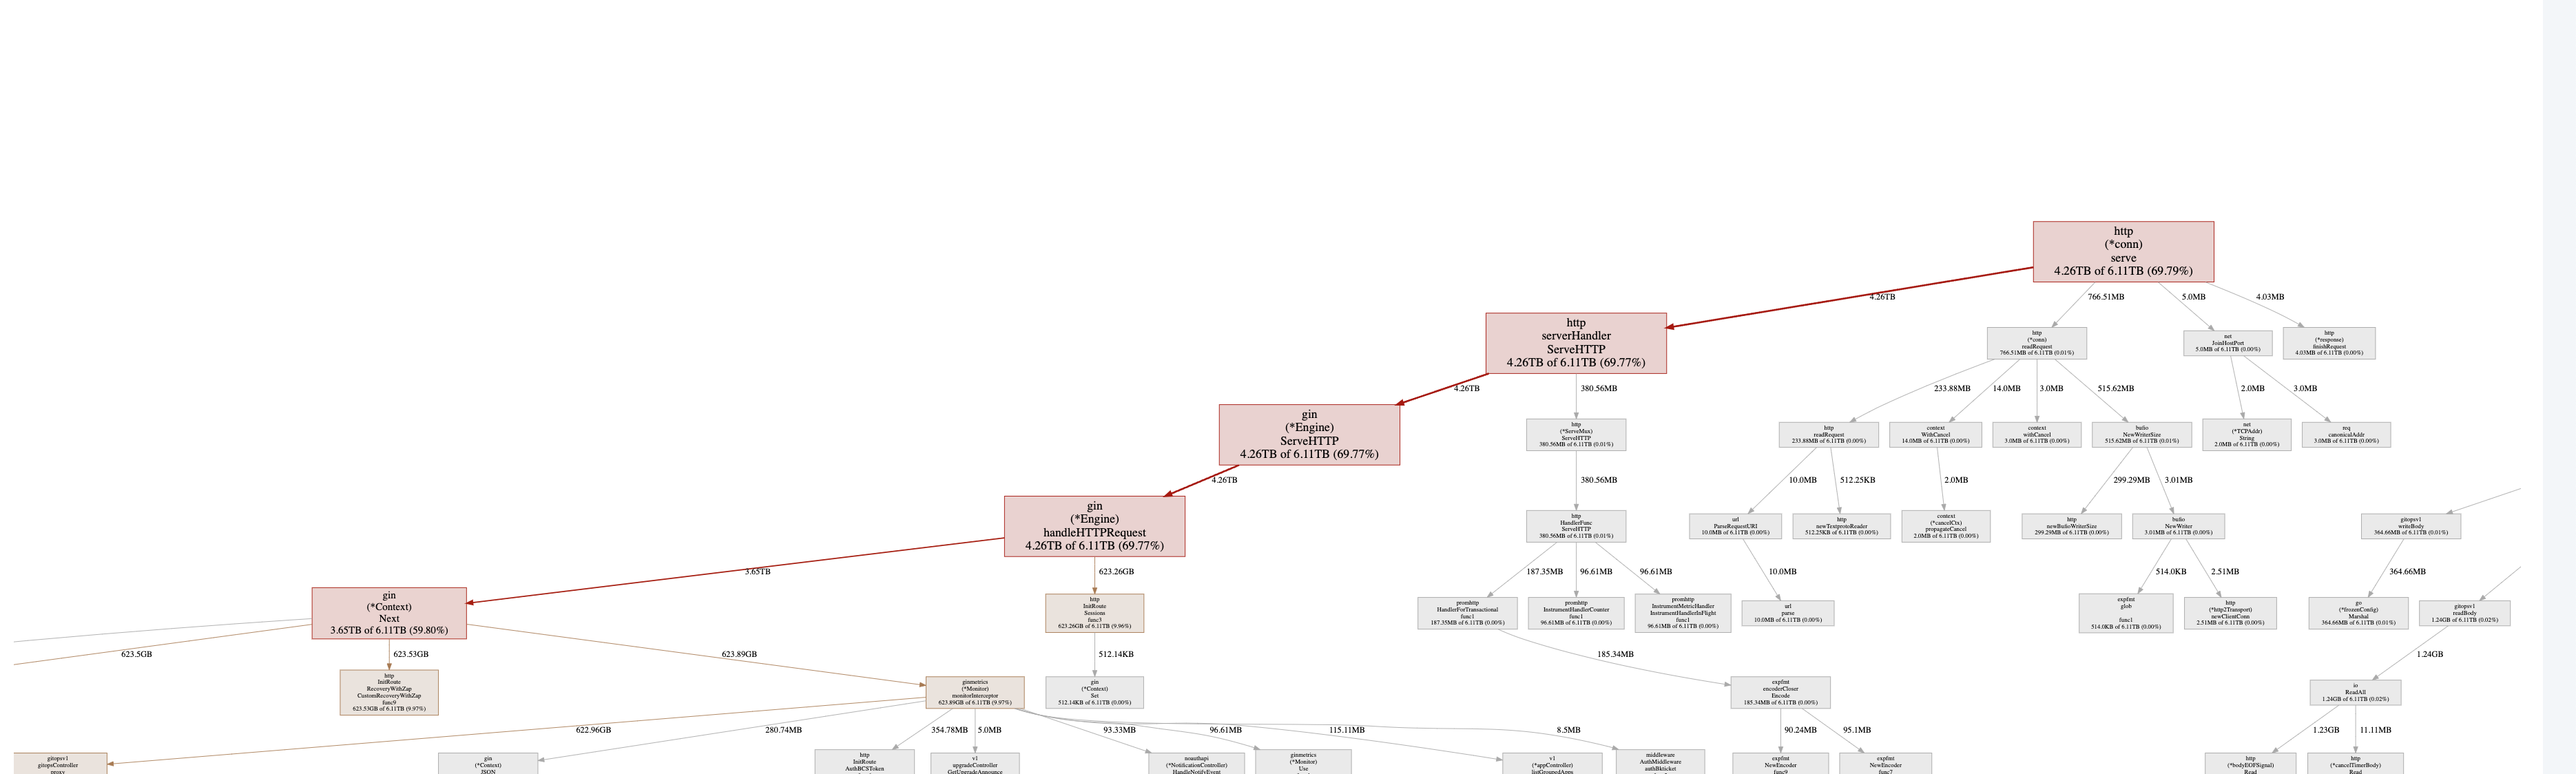 http
(*conn)
serve
4.26TB of 6.11TB (69.79%)
4.26TB
766.51MB
5.0MB
4.03MB
http
serverHandler
ServeHTTP
4.26TB of 6.11TB (69.77%)
http
(*conn)
readRequest
766.51MB of 6.11TB (0.01%)
net
JoinHostPort
5.0MB of 6.11TB (0.00%)
http
(*response)
finishRequest
4.03MB of 6.11TB (0.00%)
4.26TB
380.56MB
233.88MB
14.0MB
3.0MB
515.62MB
2.0MB
3.0MB
gin
(*Engine)
ServeHTTP
4.26TB of 6.11TB (69.77%)
http
(*ServeMux)
ServeHTTP
380.56MB of 6.11TB (0.01%)
http
readRequest
233.88MB of 6.11TB (0.00%)
context
WithCancel
14.0MB of 6.11TB (0.00%)
context
withCancel
3.0MB of 6.11TB (0.00%)
bufio
NewWriterSize
515.62MB of 6.11TB (0.01%)
net
(*TCPAddr)
String
2.0MB of 6.11TB (0.00%)
req
canonicalAddr
3.0MB of 6.11TB (0.00%)
4.26TB
380.56MB
10.0MB
512.25KB
2.0MB
299.29MB
3.01MB
gin
(*Engine)
handleHTTPRequest
4.26TB of 6.11TB (69.77%)
http
HandlerFunc
ServeHTTP
380.56MB of 6.11TB (0.01%)
url
ParseRequestURI
10.0MB of 6.11TB (0.00%)
http
newTextprotoReader
512.25KB of 6.11TB (0.00%)
context
(*cancelCtx)
propagateCancel
2.0MB of 6.11TB (0.00%)
http
newBufioWriterSize
299.29MB of 6.11TB (0.00%)
bufio
NewWriter
3.01MB of 6.11TB (0.00%)
gitopsv1
writeBody
364.66MB of 6.11TB (0.01%)
3.65TB
623.26GB
187.35MB
96.61MB
96.61MB
10.0MB
514.0KB
2.51MB
364.66MB
gin
(*Context)
Next
3.65TB of 6.11TB (59.80%)
http
InitRoute
Sessions
func3
623.26GB of 6.11TB (9.96%)
promhttp
HandlerForTransactional
func1
187.35MB of 6.11TB (0.00%)
promhttp
InstrumentHandlerCounter
func1
96.61MB of 6.11TB (0.00%)
promhttp
InstrumentMetricHandler
InstrumentHandlerInFlight
func1
96.61MB of 6.11TB (0.00%)
url
parse
10.0MB of 6.11TB (0.00%)
expfmt
glob
func1
514.0KB of 6.11TB (0.00%)
http
(*http2Transport)
newClientConn
2.51MB of 6.11TB (0.00%)
go
(*frozenConfig)
Marshal
364.66MB of 6.11TB (0.01%)
gitopsv1
readBody
1.24GB of 6.11TB (0.02%)
623.5GB
623.53GB
623.89GB
512.14KB
185.34MB
1.24GB
http
InitRoute
RecoveryWithZap
CustomRecoveryWithZap
func9
623.53GB of 6.11TB (9.97%)
ginmetrics
(*Monitor)
monitorInterceptor
623.89GB of 6.11TB (9.97%)
gin
(*Context)
Set
512.14KB of 6.11TB (0.00%)
expfmt
encoderCloser
Encode
185.34MB of 6.11TB (0.00%)
io
ReadAll
1.24GB of 6.11TB (0.02%)
622.96GB
280.74MB
354.78MB
5.0MB
93.33MB
96.61MB
115.11MB
8.5MB
90.24MB
95.1MB
1.23GB
11.11MB
gitopsv1
gitopsController
proxy
gin
(*Context)
JSON
http
InitRoute
AuthBCSToken
v1
upgradeController
GetUpgradeAnnounce
noauthapi
(*NotificationController)
HandleNotifyEvent
ginmetrics
(*Monitor)
Use
v1
(*appController)
listGroupedApps
middleware
AuthMiddleware
authBkticket
expfmt
NewEncoder
func9
expfmt
NewEncoder
func7
http
(*bodyEOFSignal)
Read
http
(*cancelTimerBody)
Read